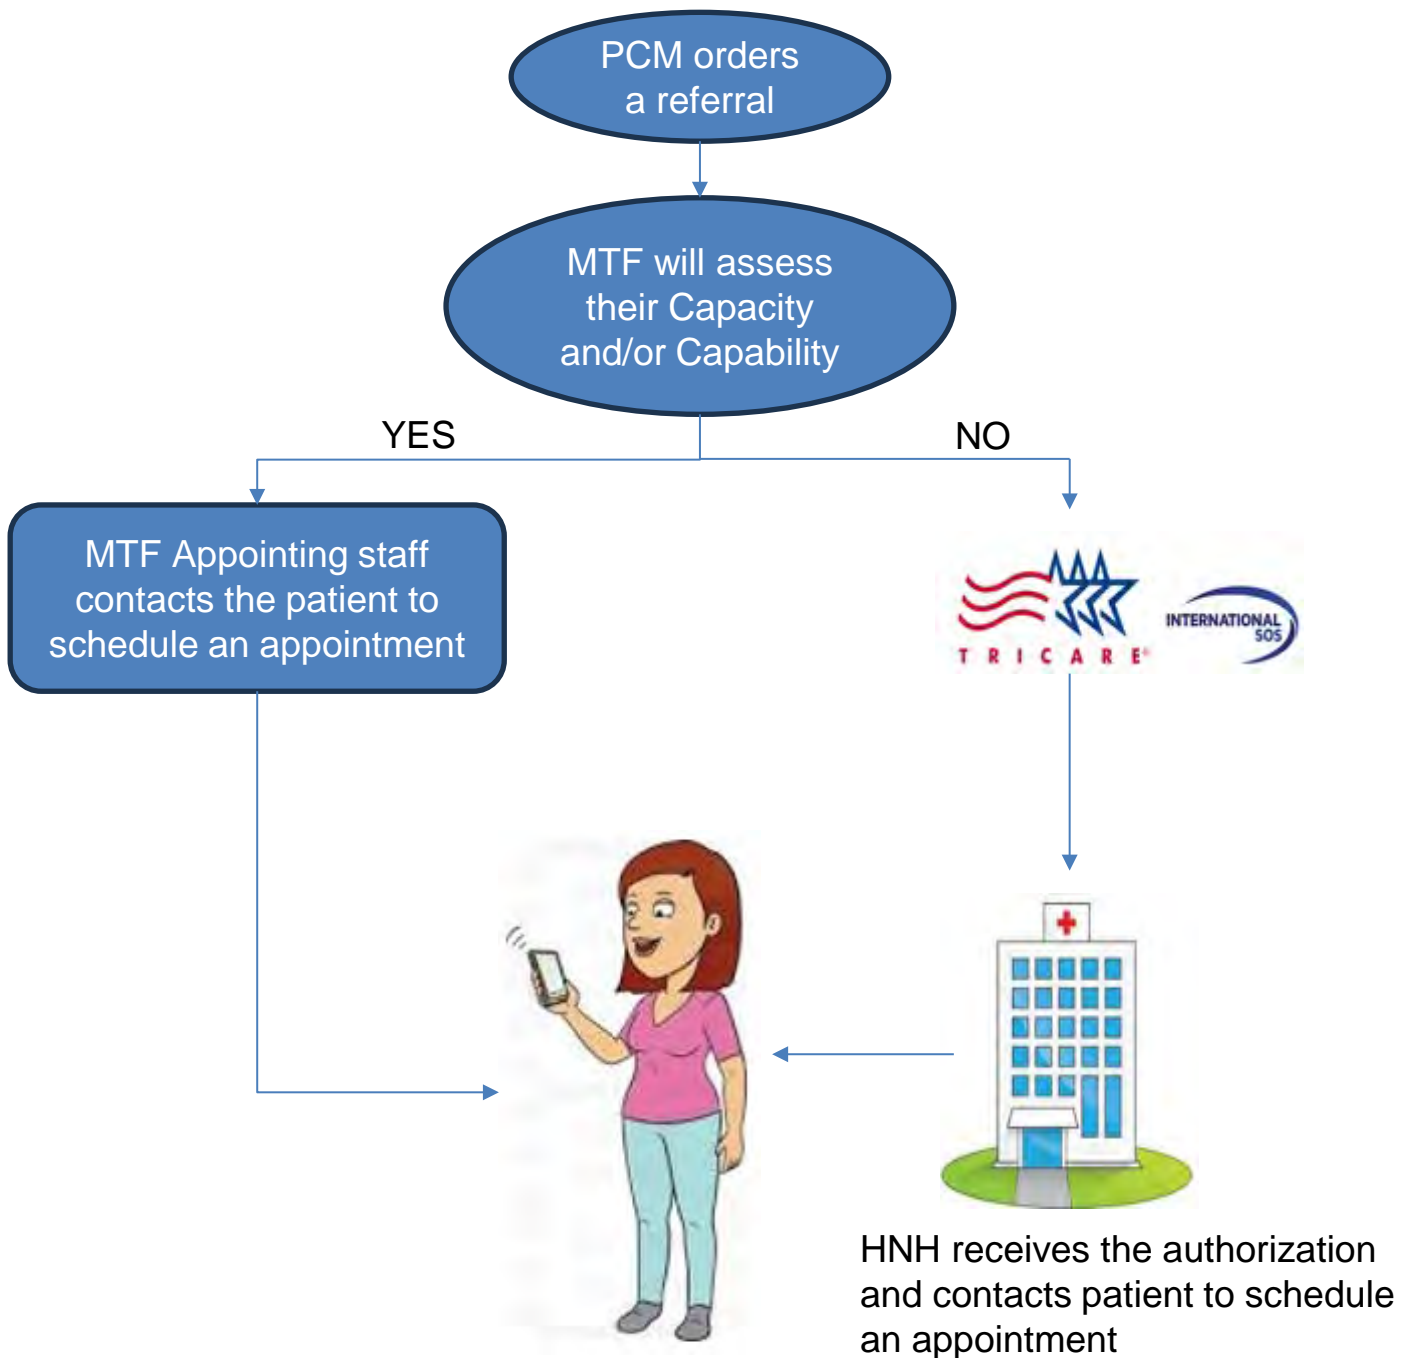 PCM orders
a referral
MTF will assess
their Capacity
and/or Capability
YES
NO
MTF Appointing staff
contacts the patient to
schedule an appointment
TRICARE®
INTERNATIONAL
SOS
HNH receives the authorization
and contacts patient to schedule
an appointment